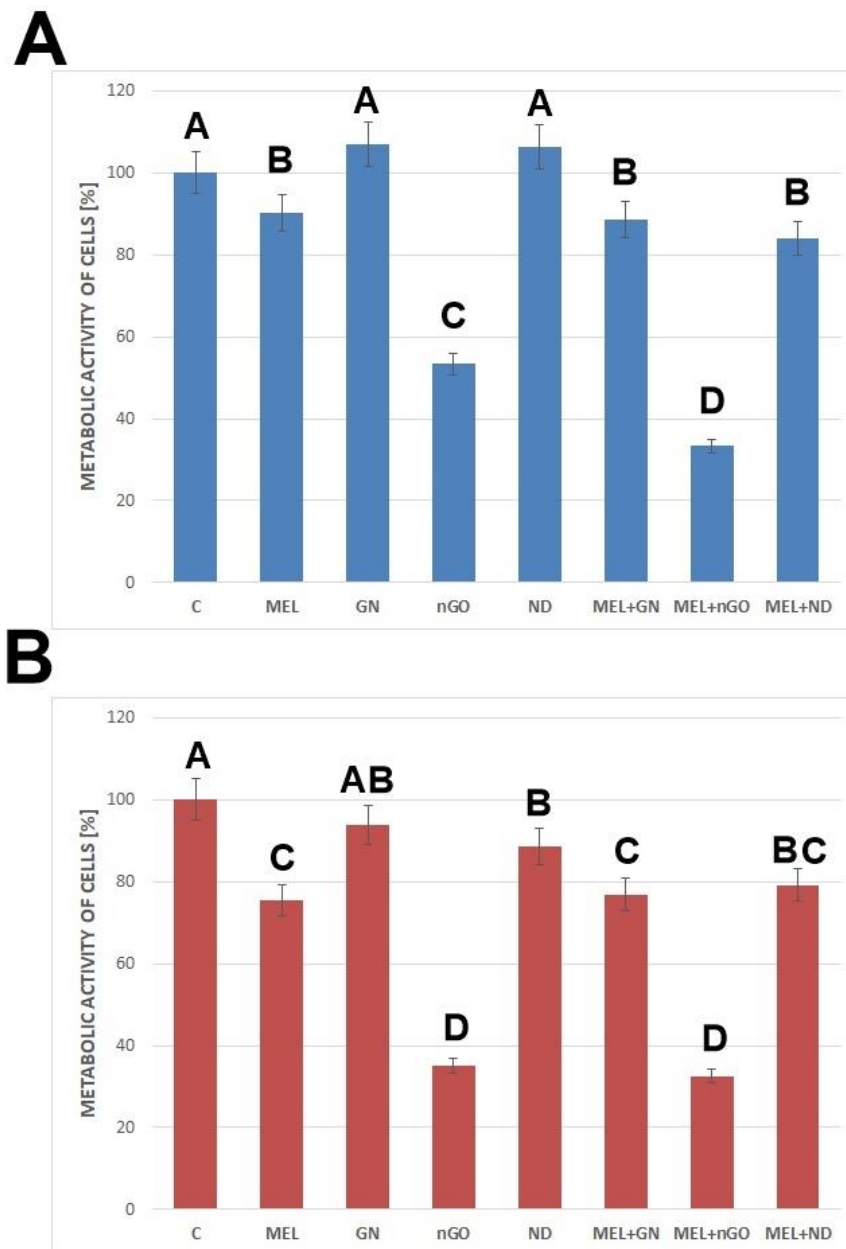 A
METABOLIC ACTIVITY OF CELLS [%]
120
100
80
60
40
20
0
A
B
A
C
A
B
D
B
C MEL GN nGO ND MEL+GN MEL+nGO MEL+ND
B
METABOLIC ACTIVITY OF CELLS [%]
120
100
80
60
40
20
0
A
C
AB
D
B
C
D
BC
C MEL GN nGO ND MEL+GN MEL+nGO MEL+ND